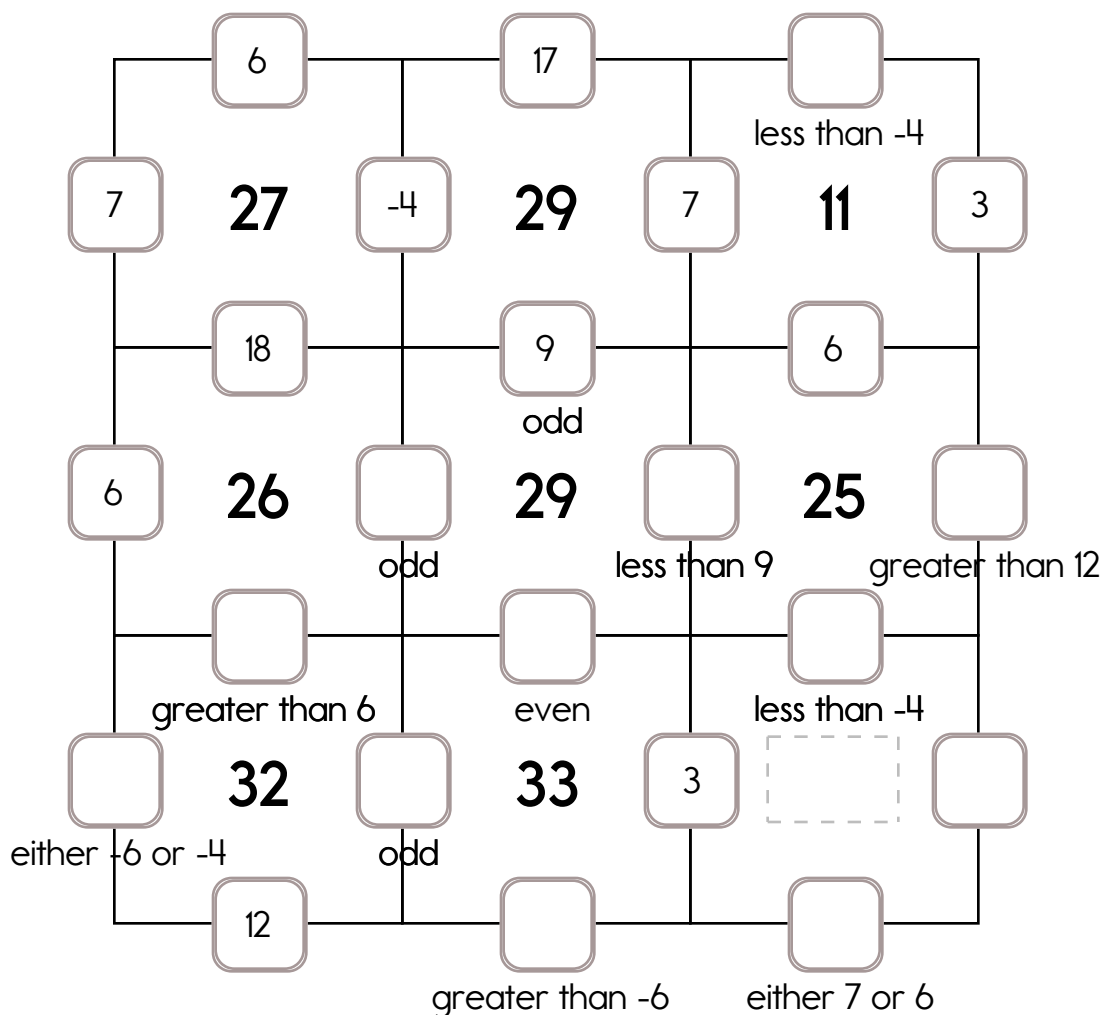 6 17
less than -4
7 27 -4 29 7 11 3
18 9 6
odd
6 26 29 25
odd less than 9 greater than 12
greater than 6 even less than -4
32 33 3
either -6 or -4 odd
12
greater than -6 either 7 or 6